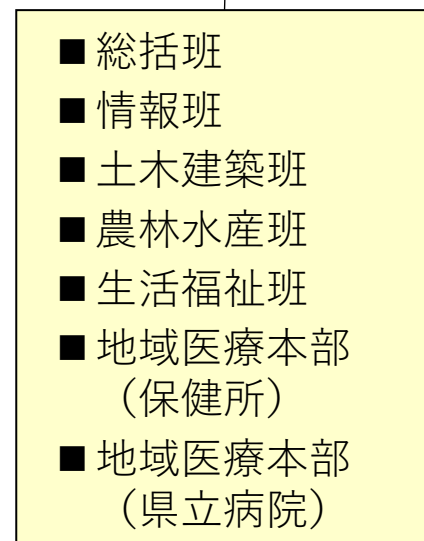 ■総括班
■情報班
■土木建築班
■農林水産班
■生活福祉班
■地域医療本部
（保健所）
■地域医療本部
（県立病院）